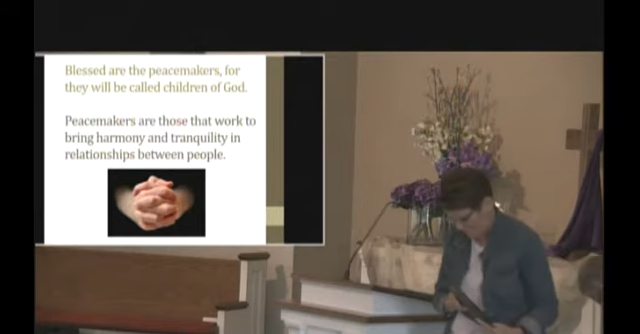 Blessed are the peacemakers, for
they will be called children of God.
Peacemakers are those that work to
bring harmony and tranquility in
relationships between people.